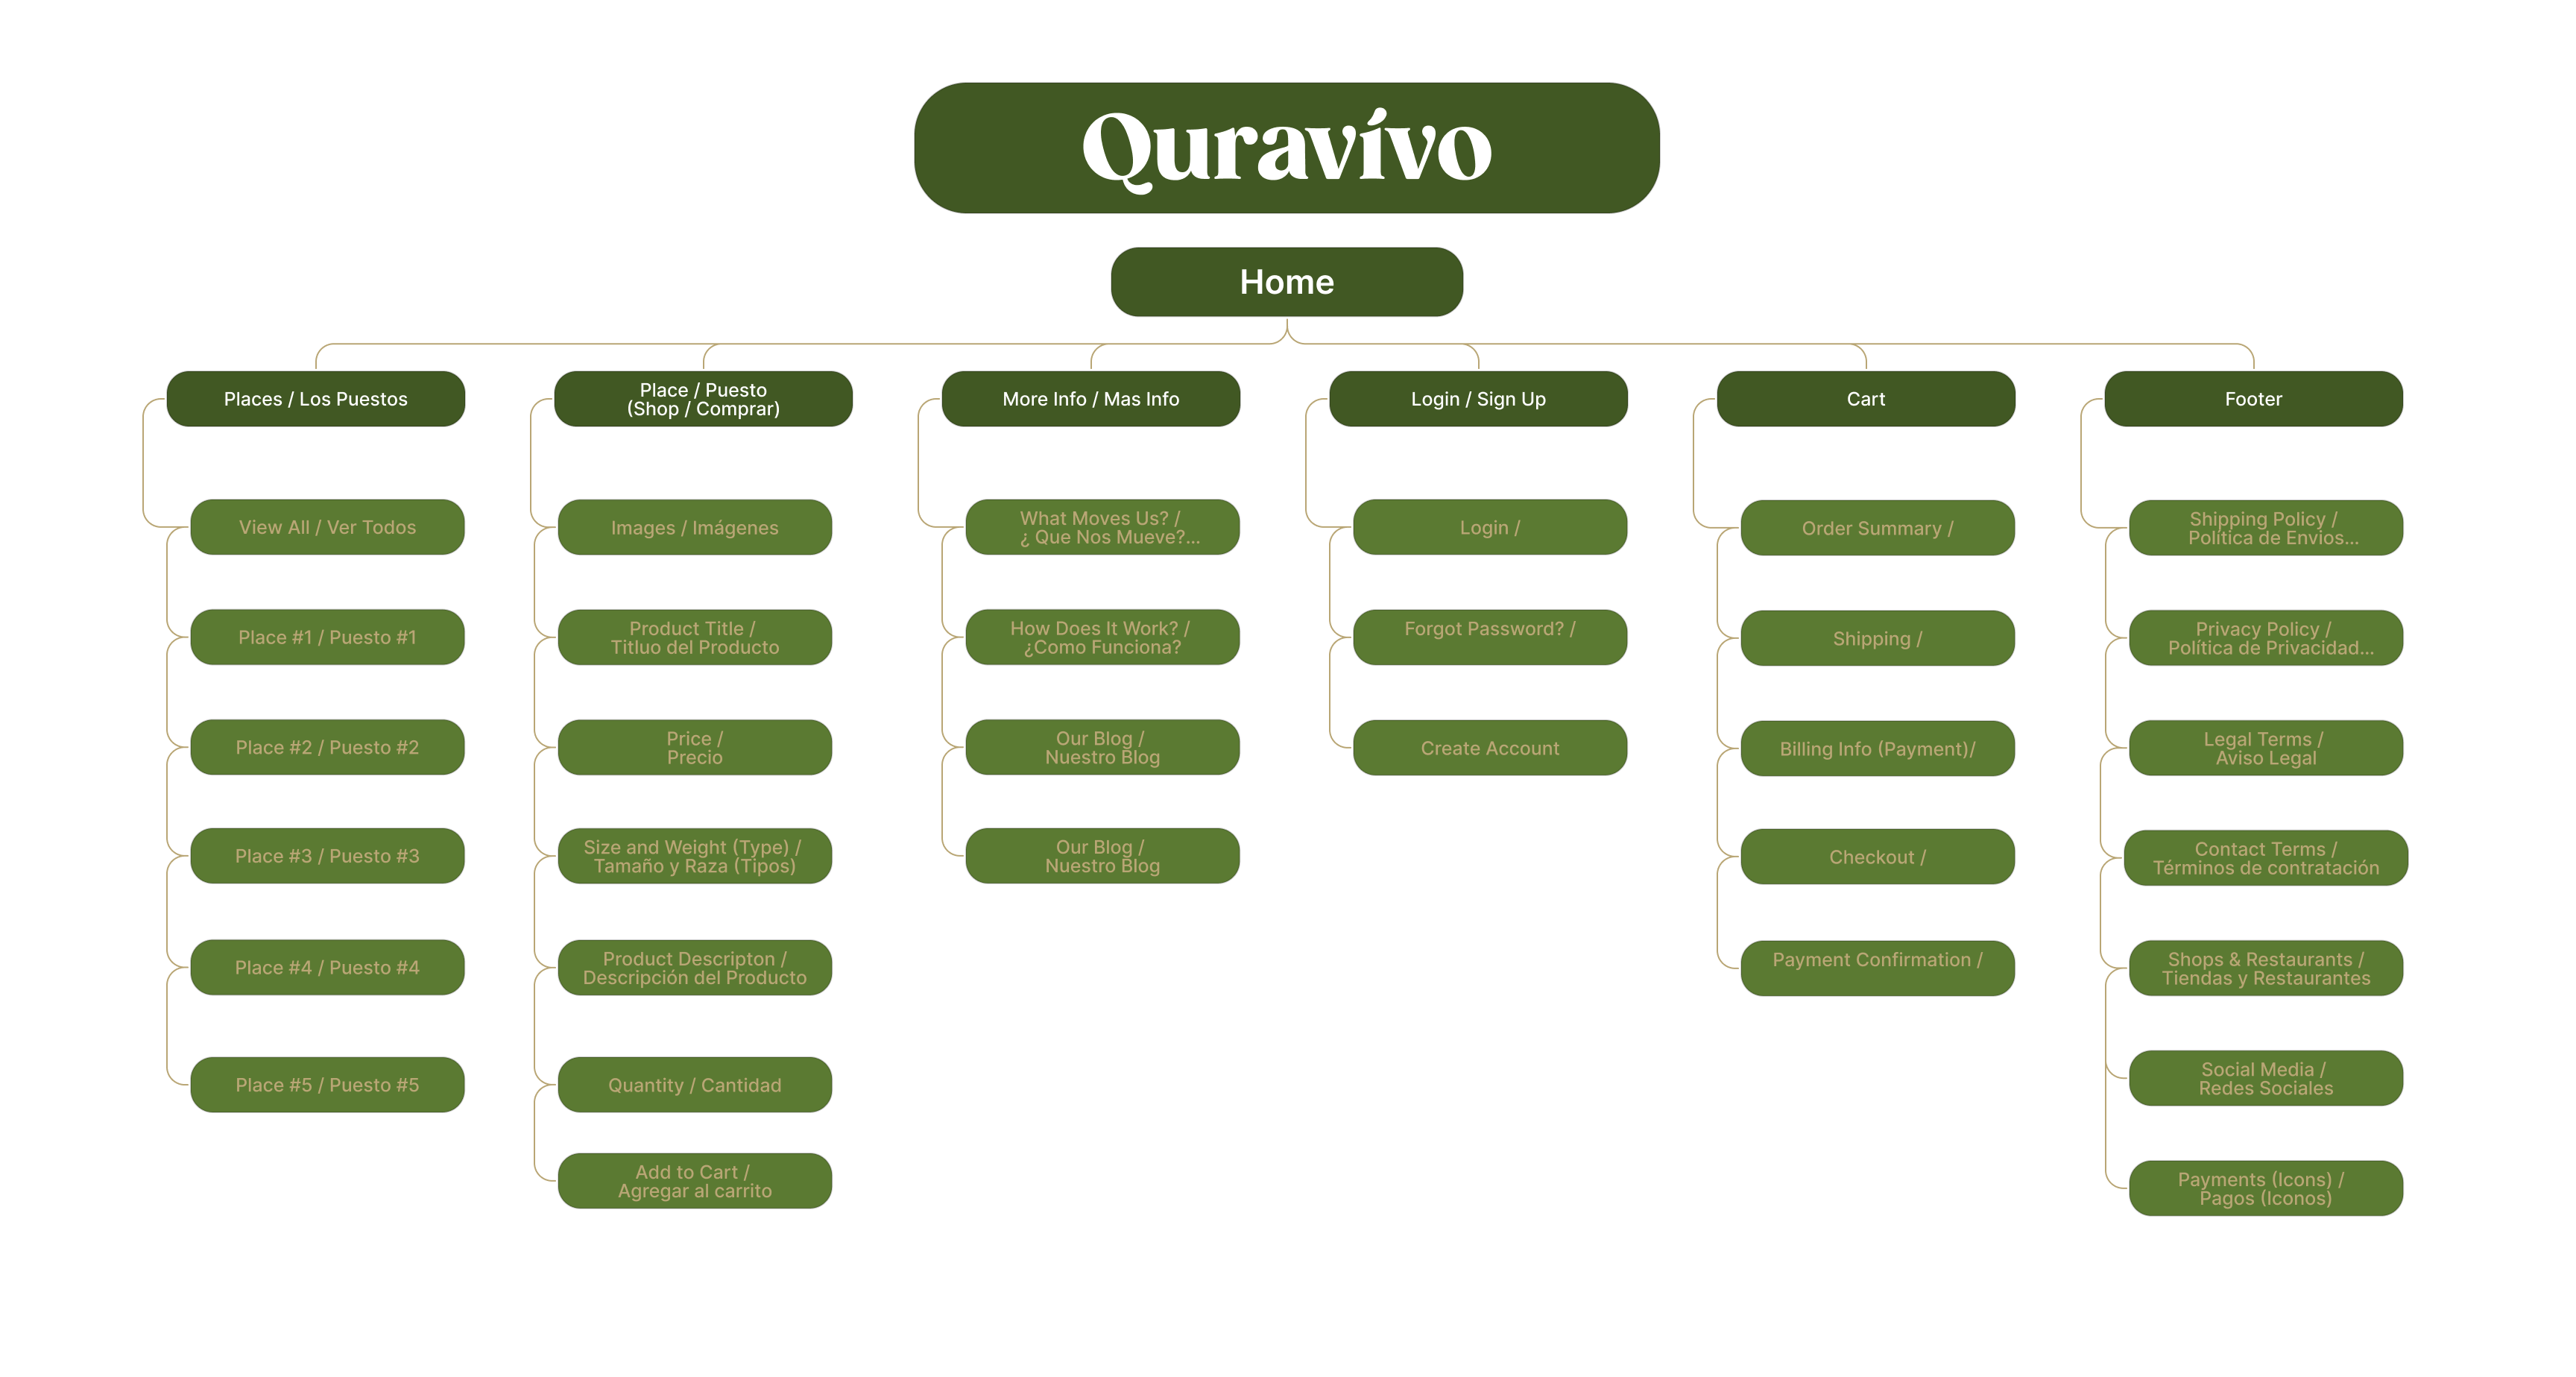 Quravívo
Home
Places / Los Puestos
View All / Ver Todos
Place #1 / Puesto #1
Place #2 / Puesto #2
Place #3 / Puesto #3
Place #4 / Puesto #4
Place #5 / Puesto #5
Place / Puesto
(Shop / Comprar)
Images / Imágenes
Product Title /
Titluo del Producto
Price /
Precio
Size and Weight (Type) /
Tamaño y Raza (Tipos)
Product Descripton /
Descripción del Producto
Quantity / Cantidad
Add to Cart /
Agregar al carrito
More Info / Mas Info
What Moves Us? /
¿ Que Nos Mueve?...
How Does It Work? /
¿Como Funciona?
Our Blog /
Nuestro Blog
Our Blog /
Nuestro Blog
Login / Sign Up
Login /
Forgot Password? /
Create Account
Cart
Order Summary /
Shipping /
Billing Info (Payment)/
Checkout /
Payment Confirmation /
Footer
Shipping Policy /
Política de Envios...
Privacy Policy /
Política de Privacidad...
Legal Terms /
Aviso Legal
Contact Terms /
Términos de contratación
Shops & Restaurants /
Tiendas y Restaurantes
Social Media /
Redes Sociales
Payments (Icons) /
Pagos (Iconos)